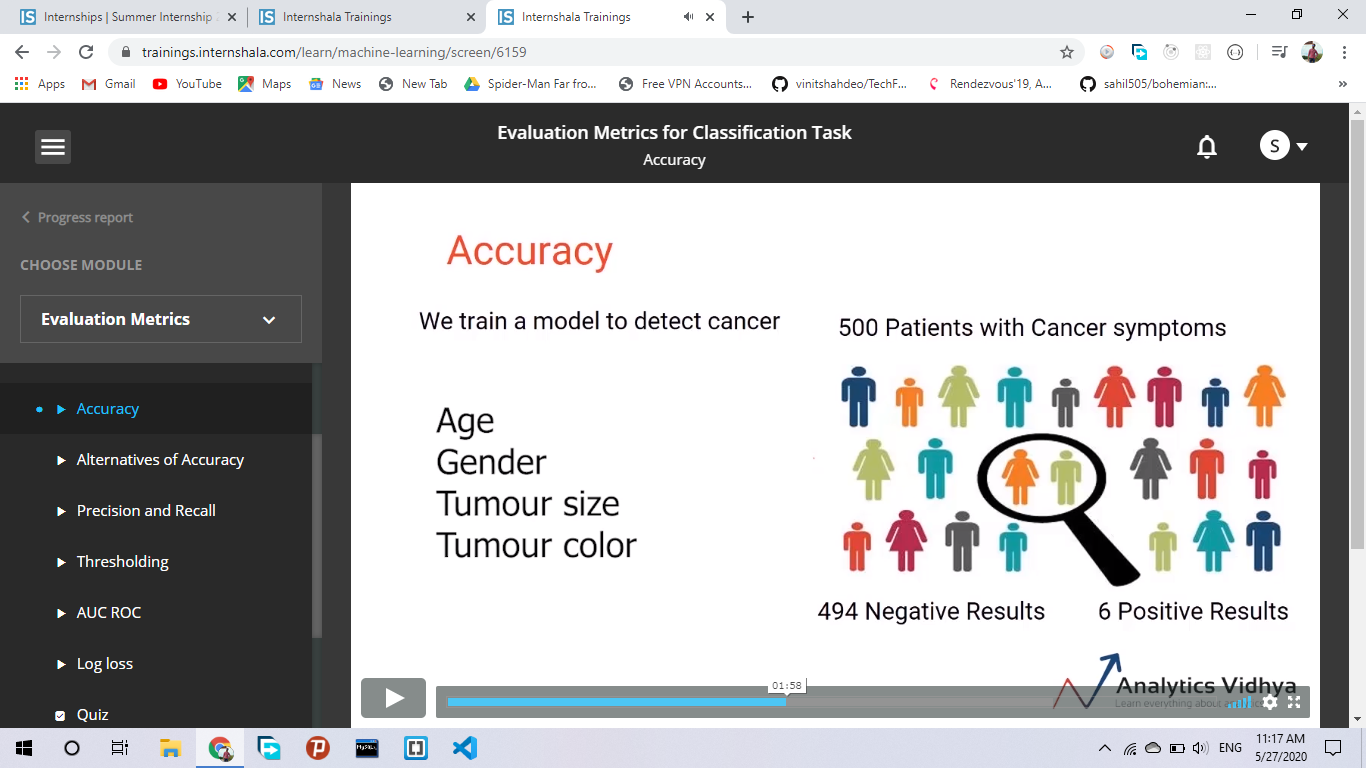 Internships | Summer Internship
Internshala Trainings
Internshala Trainings
trainings.internshala.com/learn/machine-learning/screen/6159
Apps
Gmail
YouTube
Maps
News
New Tab
Spider-Man Far fro...
Free VPN Accounts...
vinitshahdeo/TechF...
Rendezvous'19, A...
sahil505/bohemian:...
»
Evaluation Metrics for Classification Task
Accuracy
S
Progress report
CHOOSE MODULE
Evaluation Metrics
Accuracy
Alternatives of Accuracy
Precision and Recall
Thresholding
AUC ROC
Log loss
Quiz
Accuracy
We train a model to detect cancer
Age
Gender
Tumour size
Tumour color
500 Patients with Cancer symptoms
494 Negative Results
6 Positive Results
Analytics Vidhya
Learn everything about
01:58
MySQL
ENG
11:17 AM
5/27/2020